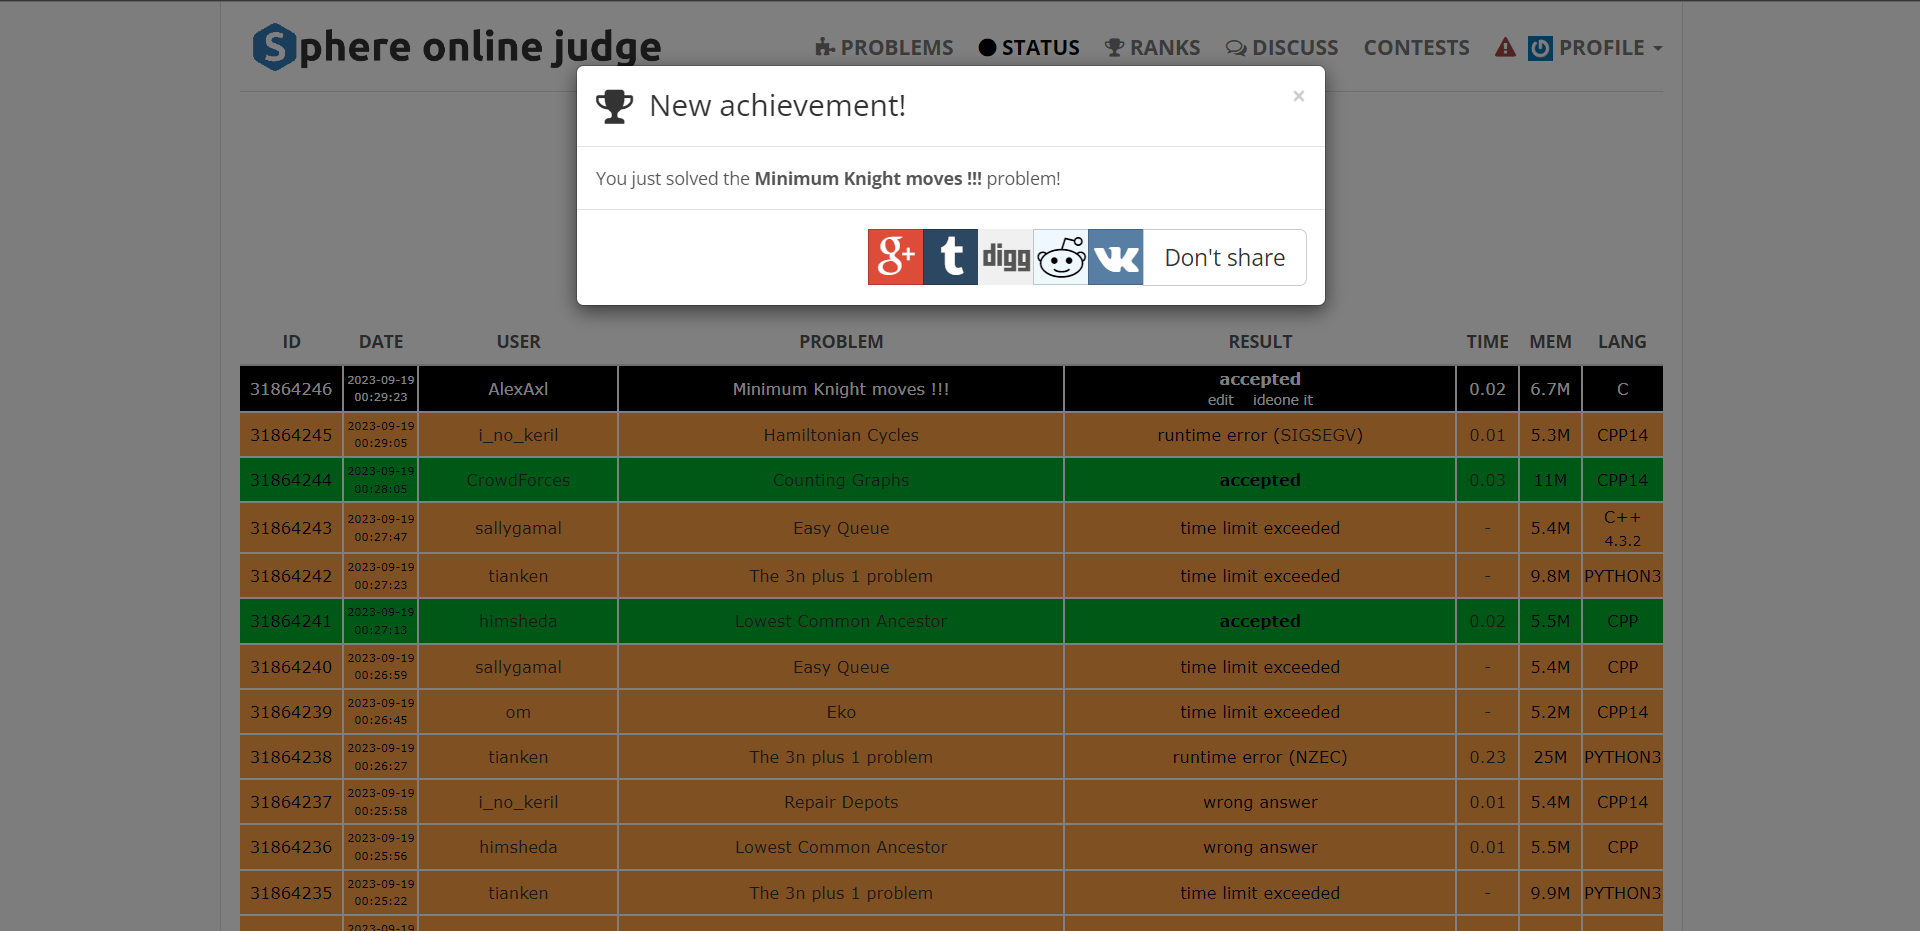 Sphere online judge
PROBLEMS STATUS RANKS DISCUSS CONTESTS PROFILE
New achievement! ×
You just solved the Minimum Knight moves !!! problem!
g+ t digg VK Don't share
ID DATE USER PROBLEM RESULT TIME MEM LANG
31864246 2023-09-19 00:29:23 AlexAxl Minimum Knight moves !!! accepted edit ideone it 0.02 6.7M C
31864245 2023-09-19 00:29:05 i_no_keril Hamiltonian Cycles runtime error (SIGSEGV) 0.01 5.3M CPP14
31864244 2023-09-19 00:28:05 CrowdForces Counting Graphs accepted 0.03 11M CPP14
31864243 2023-09-19 00:27:47 sallygamal Easy Queue time limit exceeded - 5.4M C++ 4.3.2
31864242 2023-09-19 00:27:23 tianken The 3n plus 1 problem time limit exceeded - 9.8M PYTHON3
31864241 2023-09-19 00:27:13 himsheda Lowest Common Ancestor accepted 0.02 5.5M CPP
31864240 2023-09-19 00:26:59 sallygamal Easy Queue time limit exceeded - 5.4M CPP
31864239 2023-09-19 00:26:45 om Eko time limit exceeded - 5.2M CPP14
31864238 2023-09-19 00:26:27 tianken The 3n plus 1 problem runtime error (NZEC) 0.23 25M PYTHON3
31864237 2023-09-19 00:25:58 i_no_keril Repair Depots wrong answer 0.01 5.4M CPP14
31864236 2023-09-19 00:25:56 himsheda Lowest Common Ancestor wrong answer 0.01 5.5M CPP
31864235 2023-09-19 00:25:22 tianken The 3n plus 1 problem time limit exceeded - 9.9M PYTHON3
2023-09-19